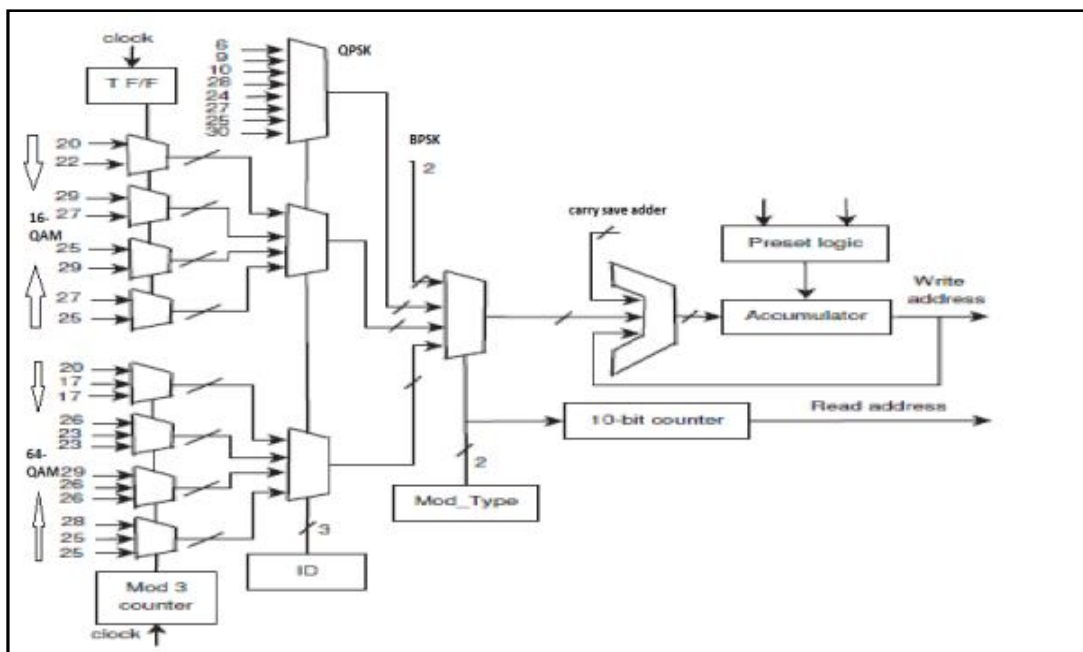 clock
T F/F
6
9
10
28
24
27
25
30
QPSK
20
22
29
27
16-
QAM
25
29
27
25
BPSK
2
carry save adder
Preset logic
Accumulator
Write
address
20
17
17
26
23
23
64-
QAM
29
26
26
28
25
25
10-bit counter
Read address
2
Mod_Type
3
ID
Mod 3
counter
clock